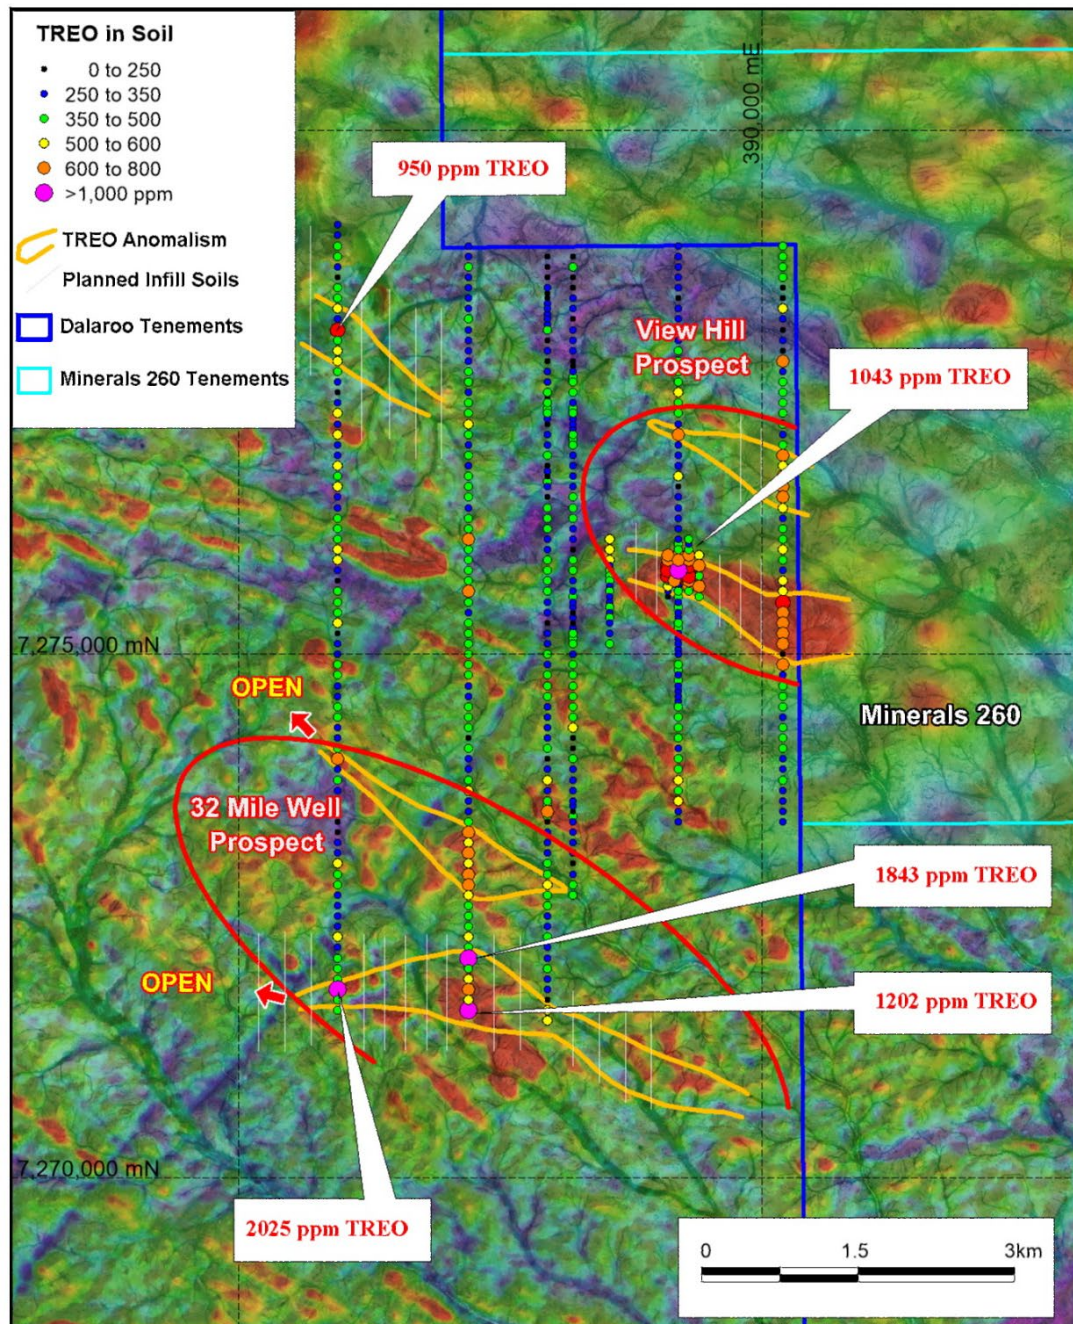 TREO in Soil
0 to 250
250 to 350
350 to 500
500 to 600
600 to 800
>1,000 ppm
TREO Anomalism
Planned Infill Soils
Dalaroo Tenements
Minerals 260 Tenements
390,000 mE
950 ppm TREO
View Hill
Prospect
1043 ppm TREO
7,275,000 mN
OPEN
Minerals 260
32 Mile Well
Prospect
1843 ppm TREO
OPEN
1202 ppm TREO
7,270,000 mN
2025 ppm TREO
0 1.5 3km